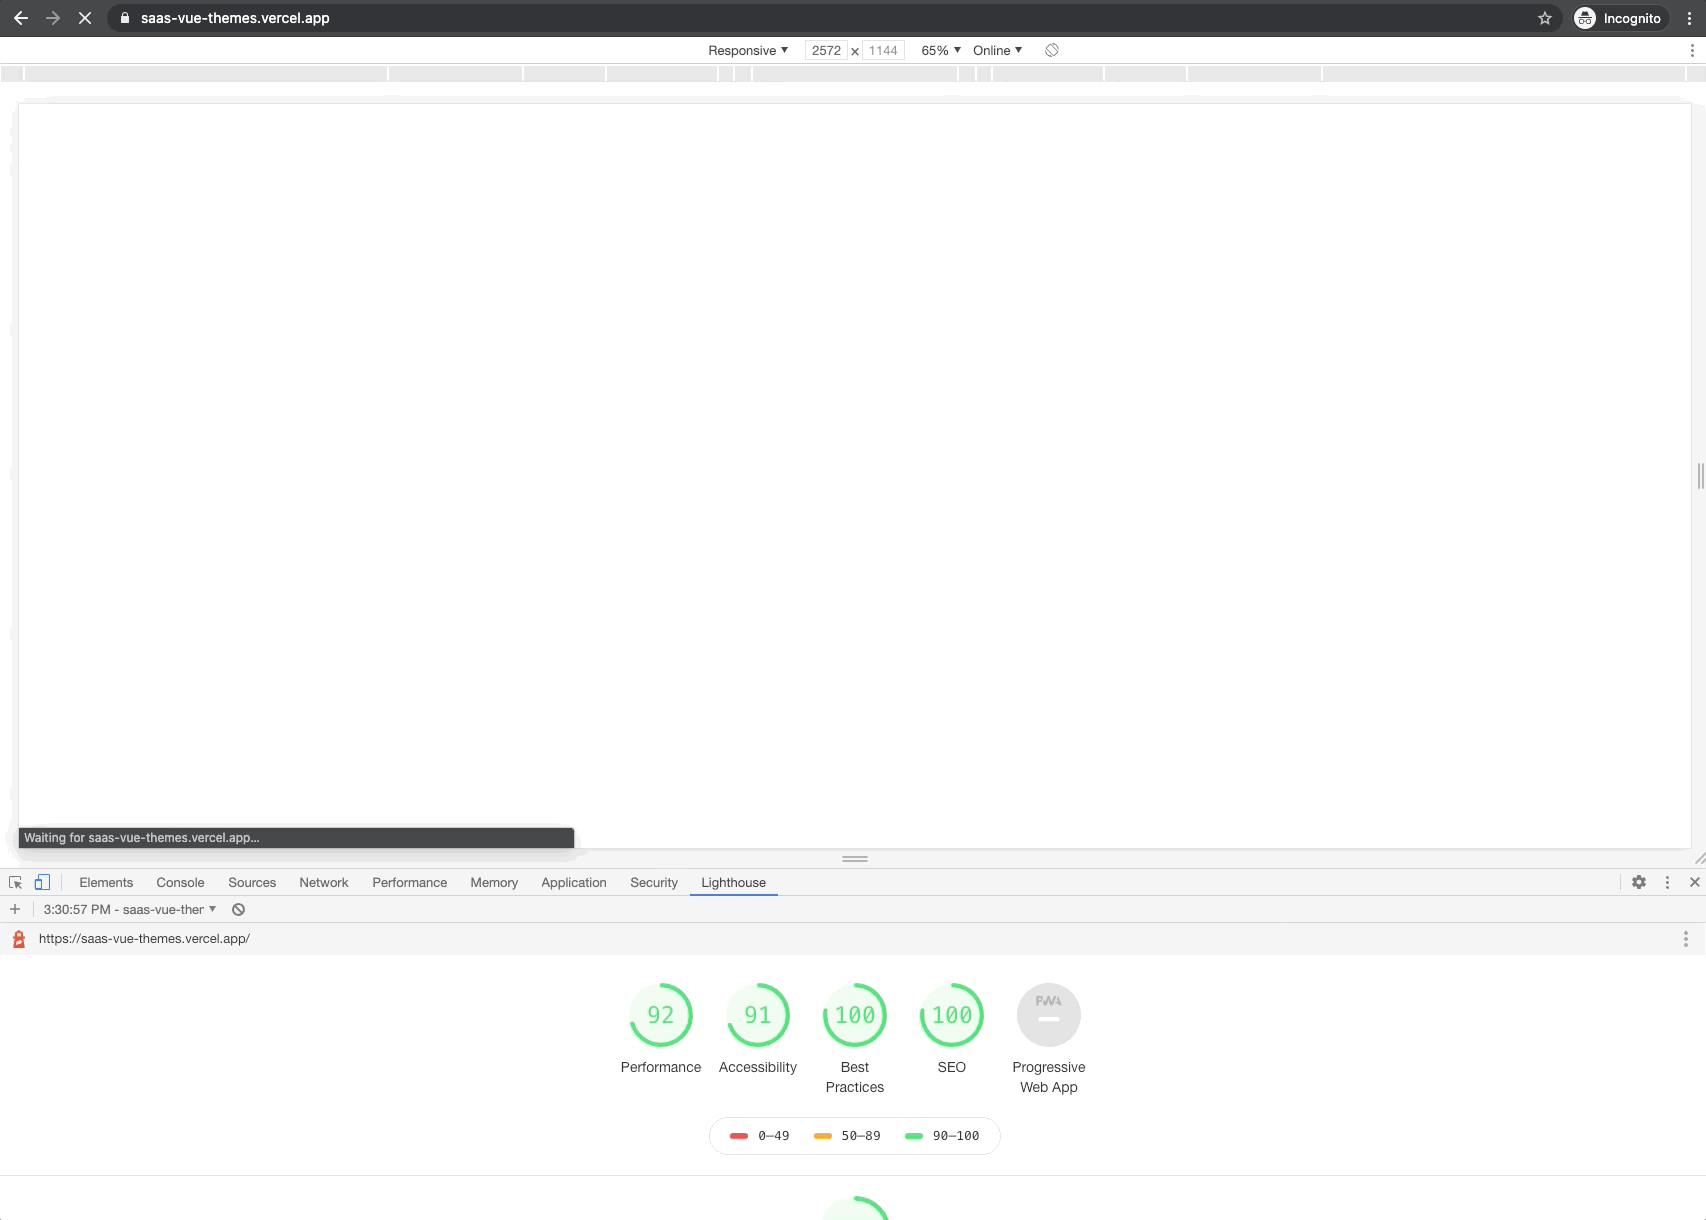 saas-vue-themes.vercel.app
Incognito
Responsive 2572 x 1144 65% Online
Waiting for saas-vue-themes.vercel.app...
Elements Console Sources Network Performance Memory Application Security Lighthouse
3:30:57 PM - saas-vue-ther
https://saas-vue-themes.vercel.app/
92 91 100 100 PWA
Performance Accessibility Best Practices SEO Progressive Web App
0–49 50–89 90–100